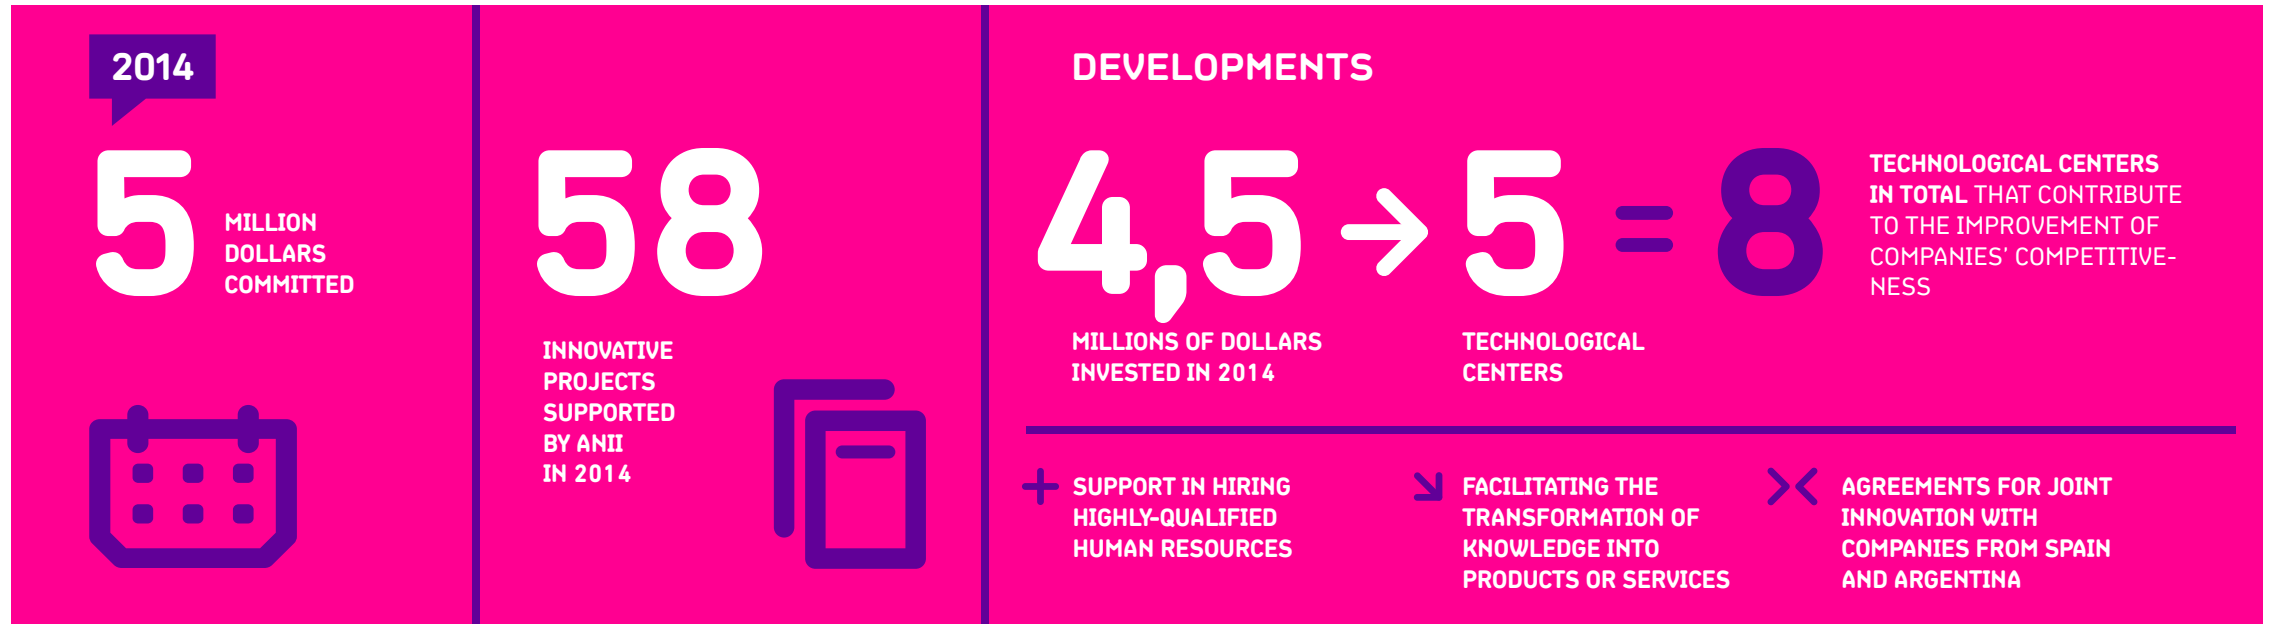 2014
5
MILLION
DOLLARS
COMMITTED
58
INNOVATIVE
PROJECTS
SUPPORTED
BY ANII
IN 2014
DEVELOPMENTS
4,5 → 5 = 8
MILLIONS OF DOLLARS
INVESTED IN 2014
TECHNOLOGICAL
CENTERS
TECHNOLOGICAL CENTERS
IN TOTAL THAT CONTRIBUTE
TO THE IMPROVEMENT OF
COMPANIES' COMPETITIVE-
NESS
SUPPORT IN HIRING
HIGHLY-QUALIFIED
HUMAN RESOURCES
FACILITATING THE
TRANSFORMATION OF
KNOWLEDGE INTO
PRODUCTS OR SERVICES
AGREEMENTS FOR JOINT
INNOVATION WITH
COMPANIES FROM SPAIN
AND ARGENTINA